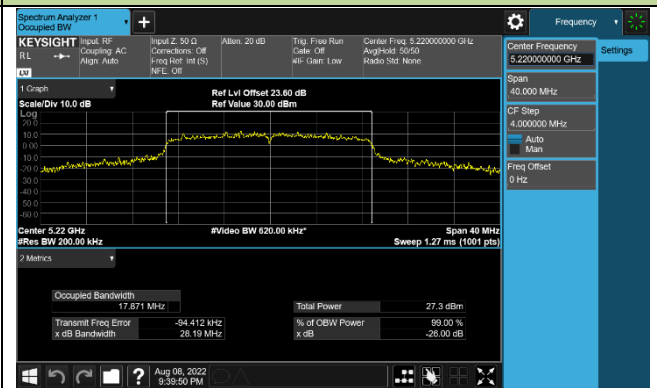 Spectrum Analyzer 1
Occupied BW
Frequency
KEYSIGHT
RL
LXI
Input: RF
Coupling: AC
Align: Auto
Input Z: 50 Ω
Corrections: Off
Freq Ref: Int (S)
NFE: Off
Atten: 20 dB
Trig: Free Run
Gate: Off
#IF Gain: Low
Center Freq: 5.220000000 GHz
Avg|Hold: 50/50
Radio Std: None
Center Frequency
5.220000000 GHz
Settings
Span
40.000 MHz
CF Step
4.000000 MHz
Auto
Man
Freq Offset
0 Hz
1 Graph
Scale/Div 10.0 dB
Ref Lvl Offset 23.60 dB
Ref Value 30.00 dBm
Log
20.0
10.0
0.00
-10.0
-20.0
-30.0
-40.0
-50.0
-60.0
Center 5.22 GHz
#Res BW 200.00 kHz
#Video BW 620.00 kHz*
Span 40 MHz
Sweep 1.27 ms (1001 pts)
2 Metrics
Occupied Bandwidth
17.871 MHz
Total Power 27.3 dBm
Transmit Freq Error -94.412 kHz
% of OBW Power 99.00 %
x dB Bandwidth 28.19 MHz
x dB -26.00 dB
?
Aug 08, 2022
9:39:50 PM